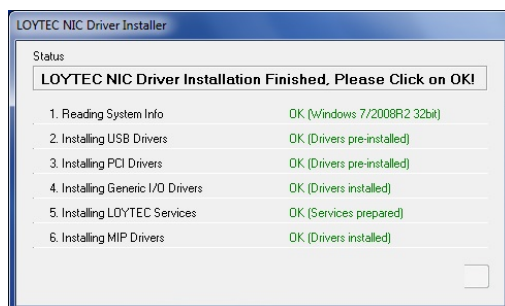 LOYTEC NIC Driver Installer
Status
LOYTEC NIC Driver Installation Finished, Please Click on OK!
1. Reading System Info OK (Windows 7/2008R2 32bit)
2. Installing USB Drivers OK (Drivers pre-installed)
3. Installing PCI Drivers OK (Drivers pre-installed)
4. Installing Generic I/O Drivers OK (Drivers installed)
5. Installing LOYTEC Services OK (Services prepared)
6. Installing MIP Drivers OK (Drivers installed)